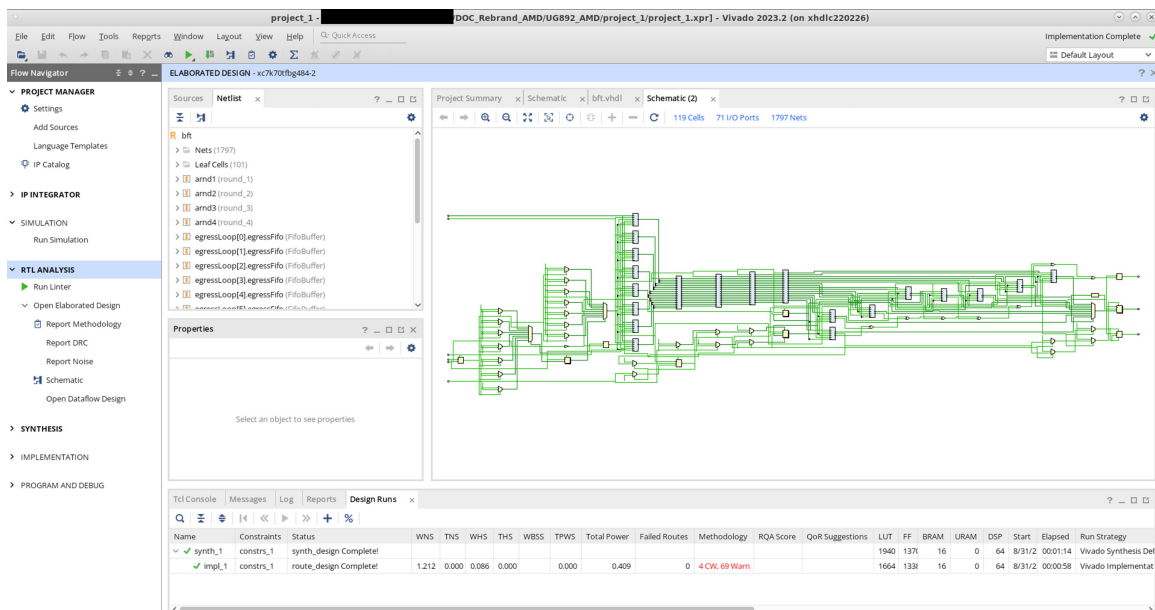 project_1 - /DOC_Rebrand_AMD/UG892_AMD/project_1/project_1.xpr] - Vivado 2023.2 (on xhdlc220226)
File Edit Flow Tools Reports Window Layout View Help Quick Access
Implementation Complete
Default Layout
Flow Navigator
ELABORATED DESIGN - xc7k70tfbg484-2
PROJECT MANAGER
Settings
Add Sources
Language Templates
IP Catalog
IP INTEGRATOR
SIMULATION
Run Simulation
RTL ANALYSIS
Run Linter
Open Elaborated Design
Report Methodology
Report DRC
Report Noise
Schematic
Open Dataflow Design
SYNTHESIS
IMPLEMENTATION
PROGRAM AND DEBUG
Sources Netlist
bft
Nets (1797)
Leaf Cells (101)
arnd1 (round_1)
arnd2 (round_2)
arnd3 (round_3)
arnd4 (round_4)
egressLoop[0].egressFifo (FifoBuffer)
egressLoop[1].egressFifo (FifoBuffer)
egressLoop[2].egressFifo (FifoBuffer)
egressLoop[3].egressFifo (FifoBuffer)
egressLoop[4].egressFifo (FifoBuffer)
Properties
Select an object to see properties
Project Summary Schematic bft.vhdl Schematic (2)
119 Cells 71 I/O Ports 1797 Nets
Tcl Console Messages Log Reports Design Runs
Name Constraints Status WNS TNS WHS THS WBSS TPWS Total Power Failed Routes Methodology RQA Score QoR Suggestions LUT FF BRAM URAM DSP Start Elapsed Run Strategy
synth_1 constrs_1 synth_design Complete! 1940 16 0 64 8/31/2 00:01:14 Vivado Synthesis Def
impl_1 constrs_1 route_design Complete! 1.212 0.000 0.086 0.000 0.000 0.409 0 4 CW, 69 Warn 1664 16 0 64 8/31/2 00:00:58 Vivado Implementat